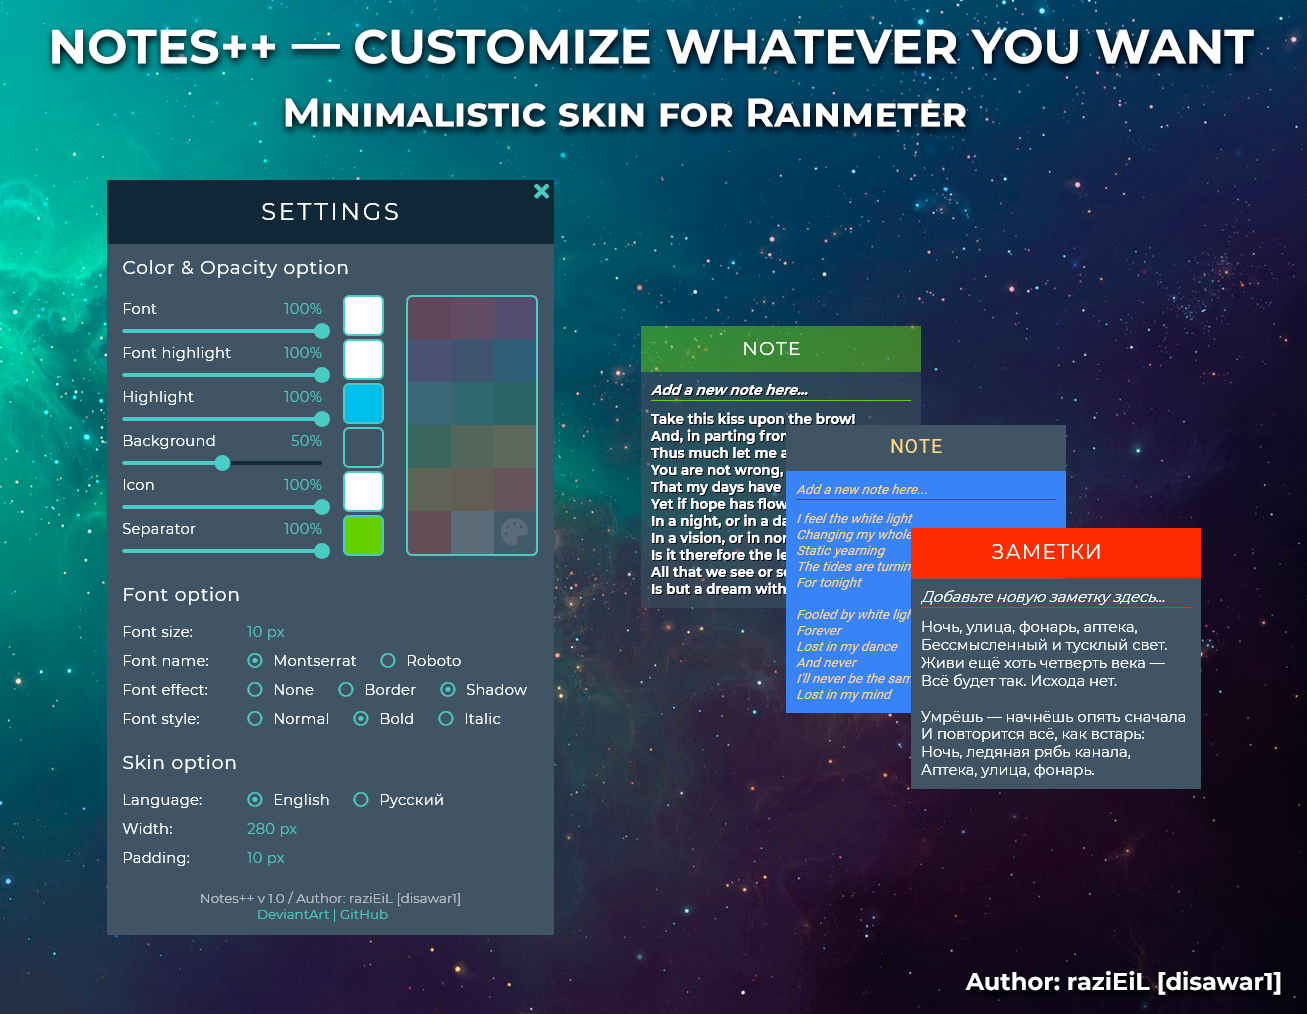 NOTES++ — CUSTOMIZE WHATEVER YOU WANT
MINIMALISTIC SKIN FOR RAINMETER
SETTINGS
Color & Opacity option
Font 100%
Font highlight 100%
Highlight 100%
Background 50%
Icon 100%
Separator 100%
Font option
Font size: 10 px
Font name: Montserrat Roboto
Font effect: None Border Shadow
Font style: Normal Bold Italic
Skin option
Language: English Русский
Width: 280 px
Padding: 10 px
Notes++ v 1.0 / Author: raziEiL [disawar1]
DeviantArt | GitHub
NOTE
Add a new note here...
Take this kiss upon the brow!
And, in parting from
Thus much let me
You are not wrong,
That my days have
Yet if hope has flow
In a night, or in a
In a vision, or in
Is it therefore the
All that we see or
Is but a dream with
NOTE
Add a new note here...
I feel the white light
Changing my whole
Static yearning
The tides are turnin
For tonight
Fooled by white ligh
Forever
Lost in my dance
And never
I'll never be the sam
Lost in my mind
ЗАМЕТКИ
Добавьте новую заметку здесь...
Ночь, улица, фонарь, аптека,
Бессмысленный и тусклый свет.
Живи ещё хоть четверть века —
Всё будет так. Исхода нет.
Умрёшь — начнёшь опять сначала
И повторится всё, как встарь:
Ночь, ледяная рябь канала,
Аптека, улица, фонарь.
Author: raziEiL [disawar1]